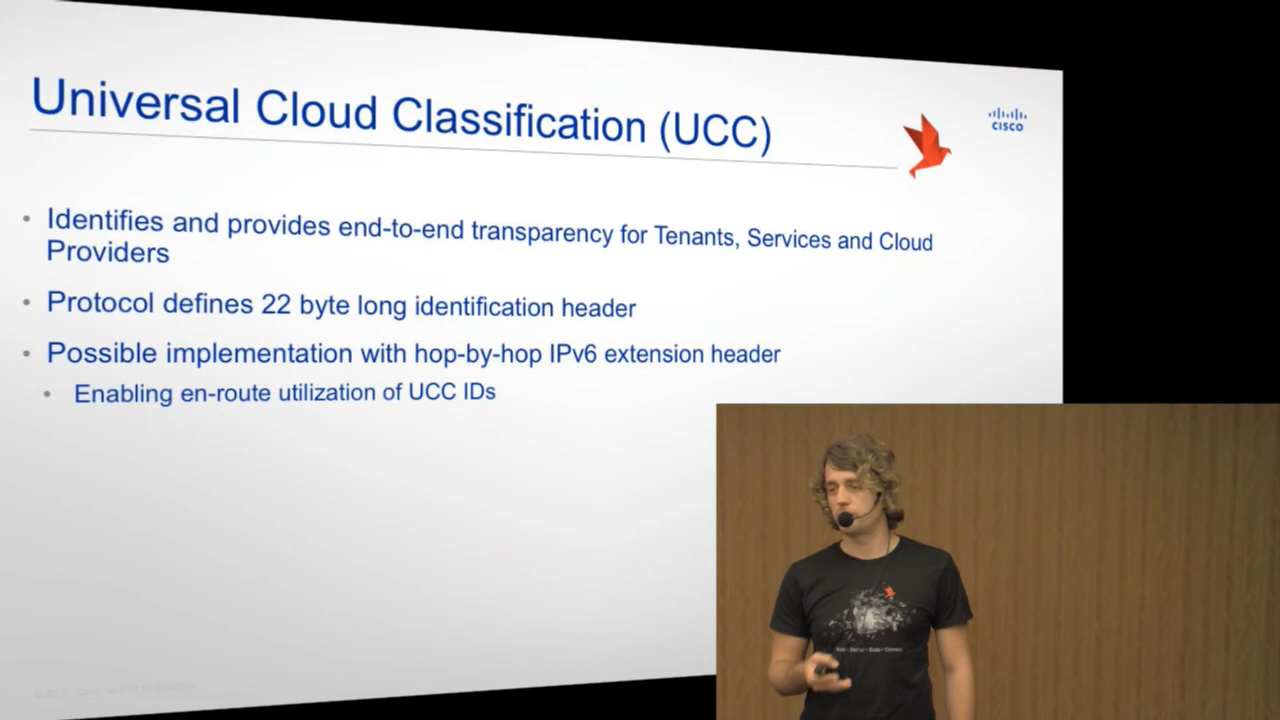 Universal Cloud Classification (UCC)
CISCO
Identifies and provides end-to-end transparency for Tenants, Services and Cloud
Providers
Protocol defines 22 byte long identification header
Possible implementation with hop-by-hop IPv6 extension header
Enabling en-route utilization of UCC IDs